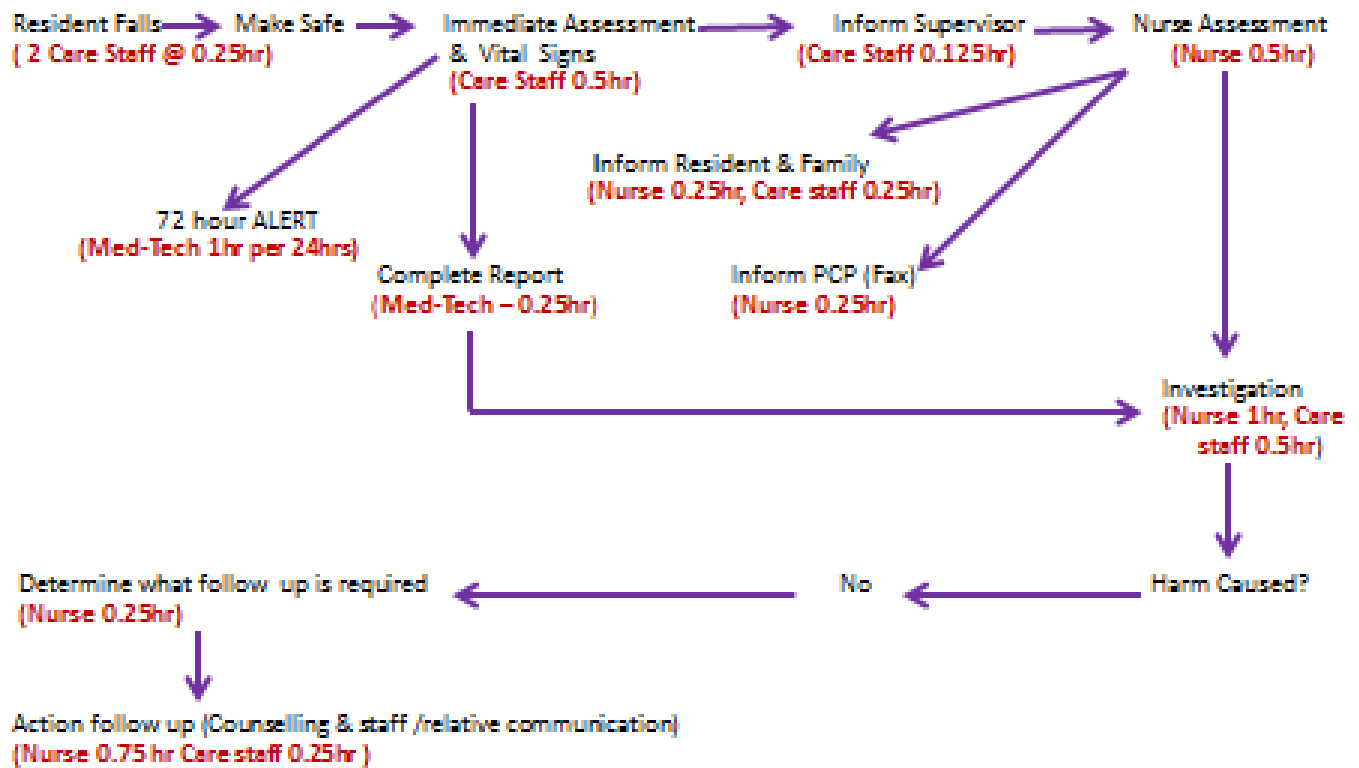 Resident Falls
( 2 Care Staff @ 0.25hr)
Make Safe
Immediate Assessment
& Vital Signs
(Care Staff 0.5hr)
Inform Supervisor
(Care Staff 0.125hr)
Nurse Assessment
(Nurse 0.5hr)
Inform Resident & Family
(Nurse 0.25hr, Care staff 0.25hr)
72 hour ALERT
(Med-Tech 1hr per 24hrs)
Complete Report
(Med-Tech – 0.25hr)
Inform PCP (Fax)
(Nurse 0.25hr)
Investigation
(Nurse 1hr, Care
staff 0.5hr)
Harm Caused?
No
Determine what follow up is required
(Nurse 0.25hr)
Action follow up (Counselling & staff /relative communication)
(Nurse 0.75 hr Care staff 0.25hr )